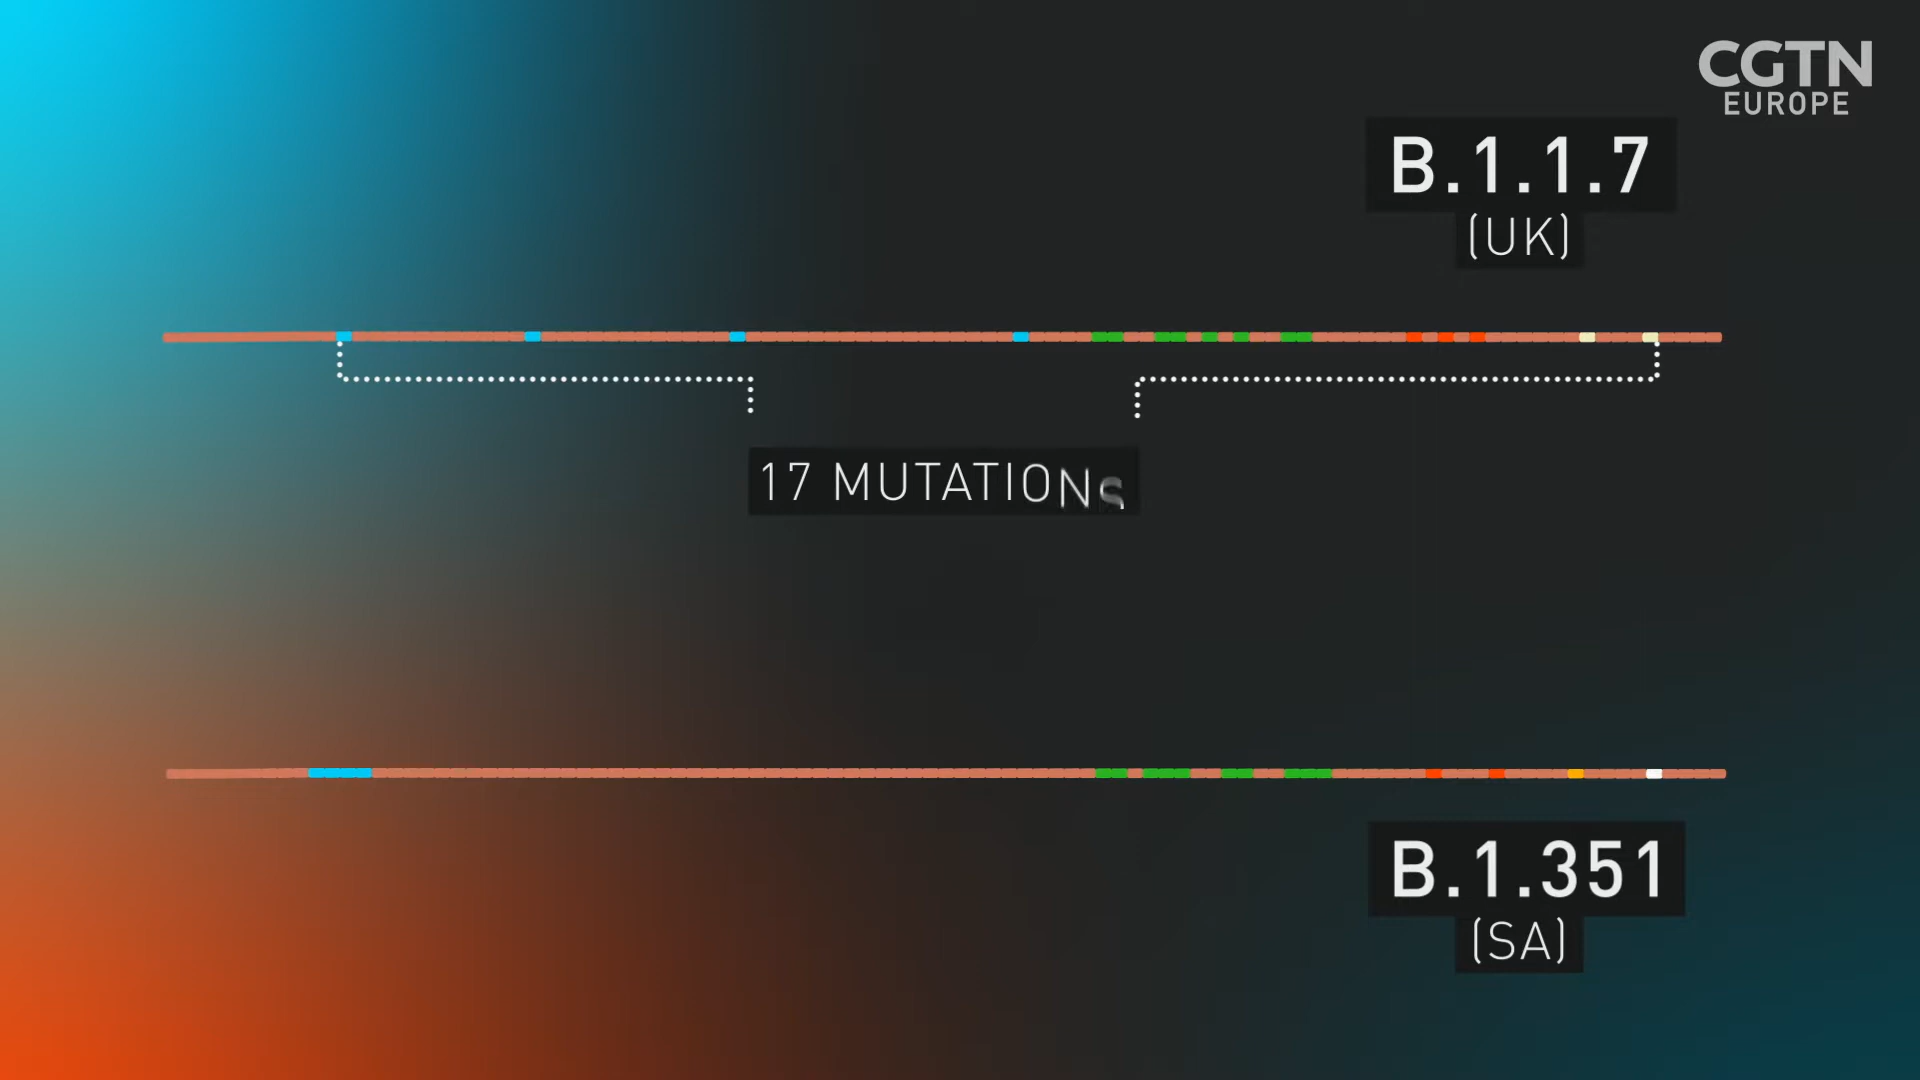 CGTN
EUROPE
B.1.1.7
(UK)
17 MUTATIONS
B.1.351
(SA)